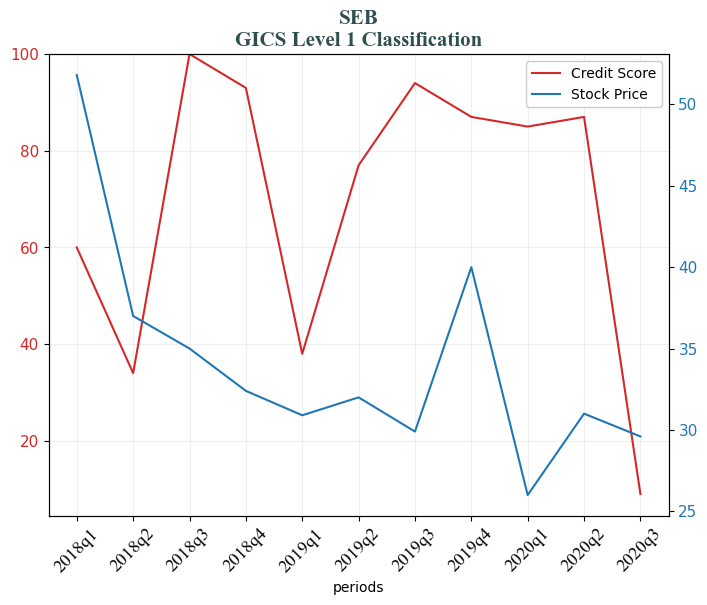 SEB
GICS Level 1 Classification
Credit Score
Stock Price
100
80
60
40
20
50
45
40
35
30
25
2018q1
2018q2
2018q3
2018q4
2019q1
2019q2
2019q3
2019q4
2020q1
2020q2
2020q3
periods